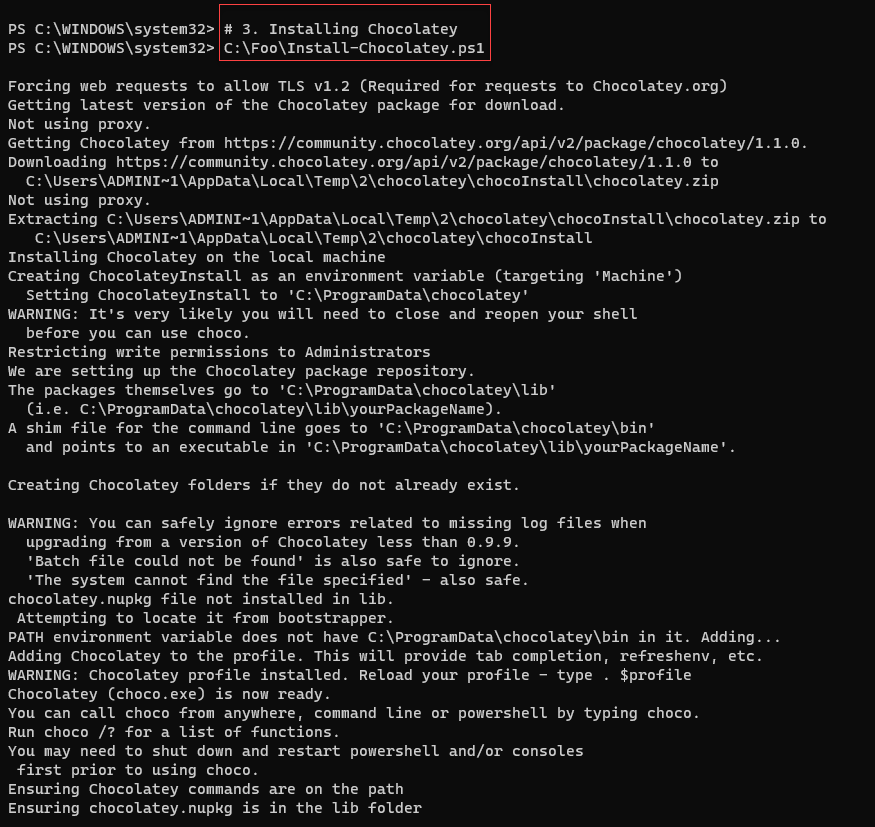 PS C:\WINDOWS\system32> # 3. Installing Chocolatey
PS C:\WINDOWS\system32> C:\Foo\Install-Chocolatey.ps1
Forcing web requests to allow TLS v1.2 (Required for requests to Chocolatey.org)
Getting latest version of the Chocolatey package for download.
Not using proxy.
Getting Chocolatey from https://community.chocolatey.org/api/v2/package/chocolatey/1.1.0.
Downloading https://community.chocolatey.org/api/v2/package/chocolatey/1.1.0 to
  C:\Users\ADMINI~1\AppData\Local\Temp\2\chocolatey\chocoInstall\chocolatey.zip
Not using proxy.
Extracting C:\Users\ADMINI~1\AppData\Local\Temp\2\chocolatey\chocoInstall\chocolatey.zip to
   C:\Users\ADMINI~1\AppData\Local\Temp\2\chocolatey\chocoInstall
Installing Chocolatey on the local machine
Creating ChocolateyInstall as an environment variable (targeting 'Machine')
  Setting ChocolateyInstall to 'C:\ProgramData\chocolatey'
WARNING: It's very likely you will need to close and reopen your shell
  before you can use choco.
Restricting write permissions to Administrators
We are setting up the Chocolatey package repository.
The packages themselves go to 'C:\ProgramData\chocolatey\lib'
  (i.e. C:\ProgramData\chocolatey\lib\yourPackageName).
A shim file for the command line goes to 'C:\ProgramData\chocolatey\bin'
  and points to an executable in 'C:\ProgramData\chocolatey\lib\yourPackageName'.
Creating Chocolatey folders if they do not already exist.
WARNING: You can safely ignore errors related to missing log files when
  upgrading from a version of Chocolatey less than 0.9.9.
  'Batch file could not be found' is also safe to ignore.
  'The system cannot find the file specified' - also safe.
chocolatey.nupkg file not installed in lib.
 Attempting to locate it from bootstrapper.
PATH environment variable does not have C:\ProgramData\chocolatey\bin in it. Adding...
Adding Chocolatey to the profile. This will provide tab completion, refreshenv, etc.
WARNING: Chocolatey profile installed. Reload your profile - type . $profile
Chocolatey (choco.exe) is now ready.
You can call choco from anywhere, command line or powershell by typing choco.
Run choco /? for a list of functions.
You may need to shut down and restart powershell and/or consoles
 first prior to using choco.
Ensuring Chocolatey commands are on the path
Ensuring chocolatey.nupkg is in the lib folder